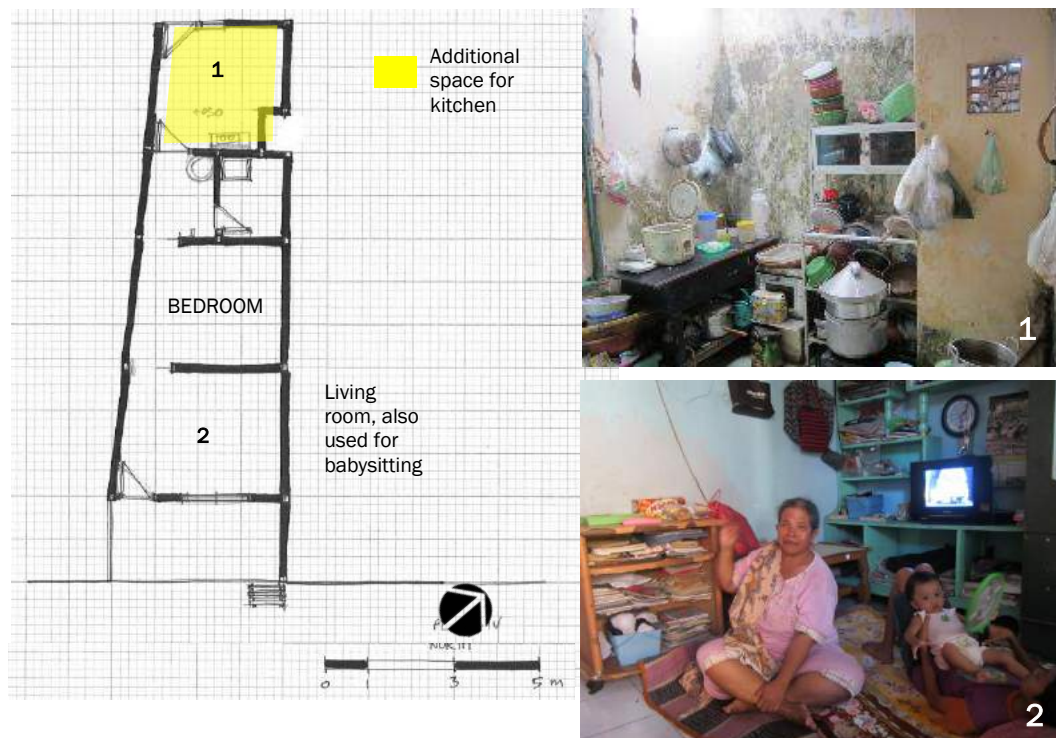 1
Additional
space for
kitchen
BEDROOM
Living
room, also
used for
babysitting
2
0 1 3 5 m
1
2